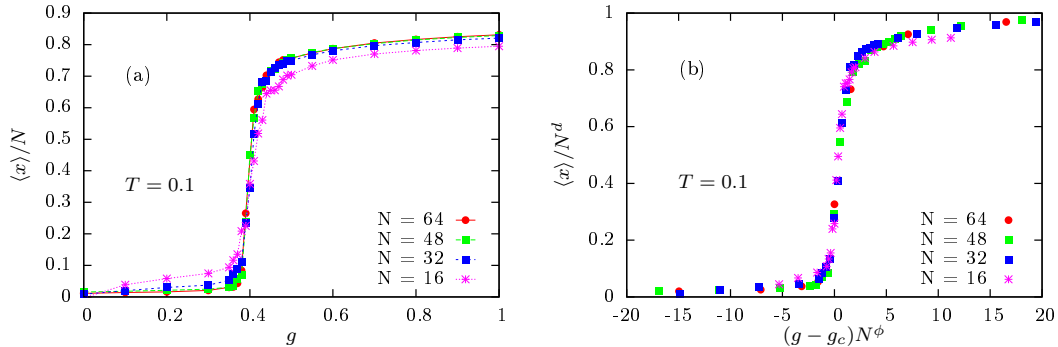 0.9
0.8
0.7
0.6
0.5
0.4
0.3
0.2
0.1
0
⟨x⟩/N
(a)
T = 0.1
N = 64
N = 48
N = 32
N = 16
0 0.2 0.4 0.6 0.8 1
g
1
0.8
0.6
0.4
0.2
0
⟨x⟩/N^d
(b)
T = 0.1
N = 64
N = 48
N = 32
N = 16
-20 -15 -10 -5 0 5 10 15 20
(g − g_c)N^ϕ